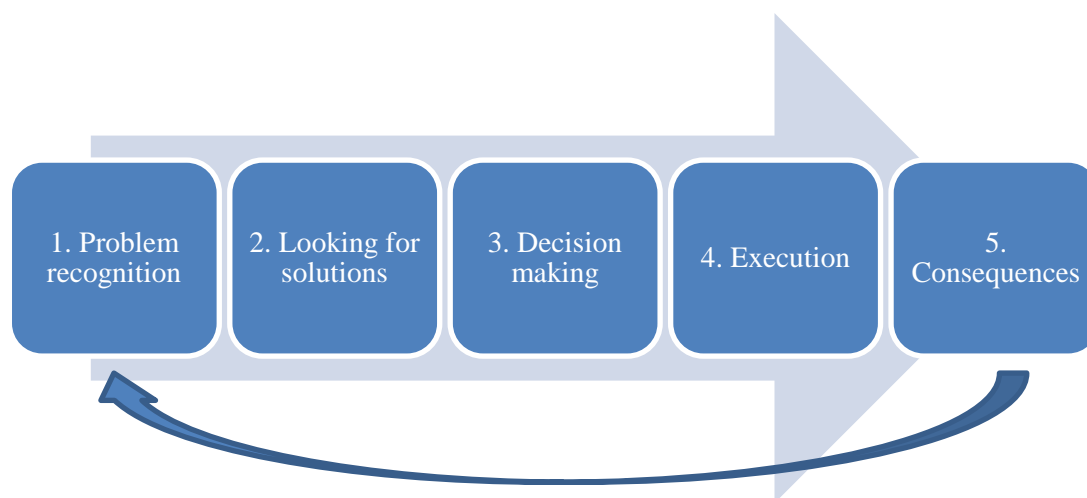 1. Problem
recognition
2. Looking for
solutions
3. Decision
making
4. Execution
5.
Consequences